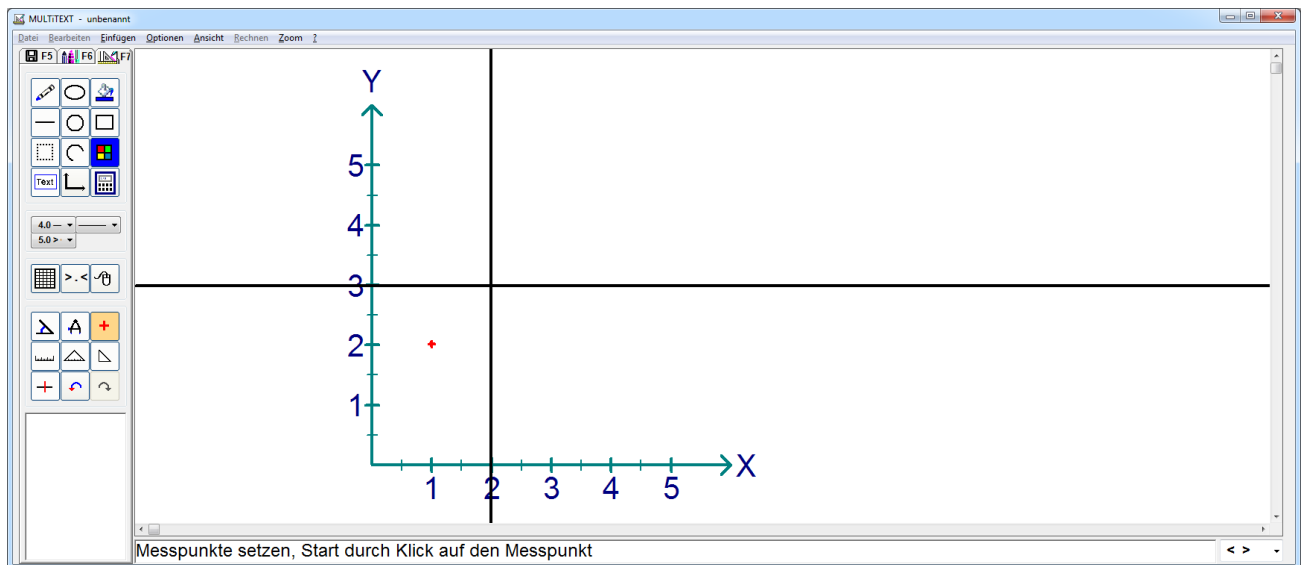 MULTiTEXT - unbenannt
Datei Bearbeiten Einfügen Optionen Ansicht Rechnen Zoom ?
F5 F6 F7
Y
5
4
3
2
1
X
1 2 3 4 5
Text
4.0
5.0 >
> . <
Messpunkte setzen, Start durch Klick auf den Messpunkt
< >